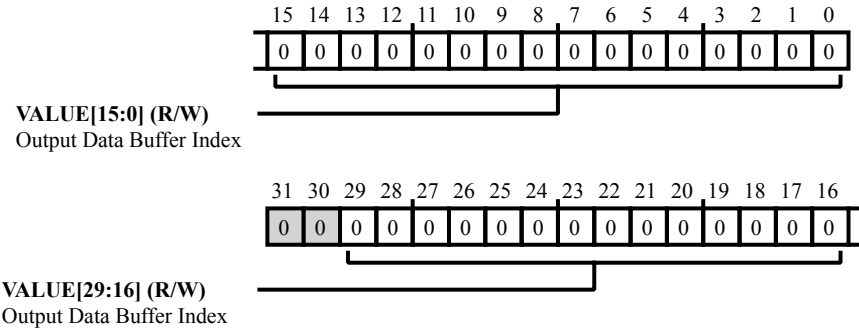 15 14 13 12 11 10 9 8 7 6 5 4 3 2 1 0
0 0 0 0 0 0 0 0 0 0 0 0 0 0 0 0
VALUE[15:0] (R/W)
Output Data Buffer Index
31 30 29 28 27 26 25 24 23 22 21 20 19 18 17 16
0 0 0 0 0 0 0 0 0 0 0 0 0 0 0 0
VALUE[29:16] (R/W)
Output Data Buffer Index